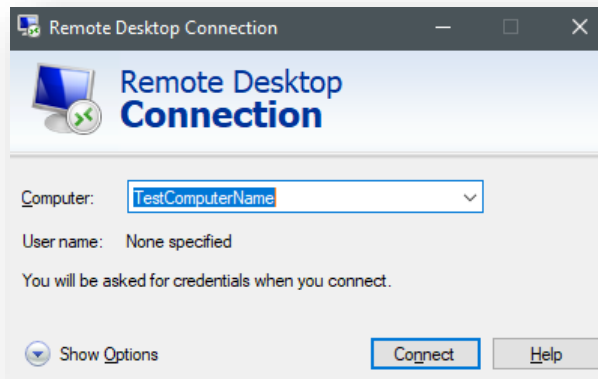 Remote Desktop Connection
Remote Desktop
Connection
Computer: TestComputerName
User name: None specified
You will be asked for credentials when you connect.
Show Options Connect Help